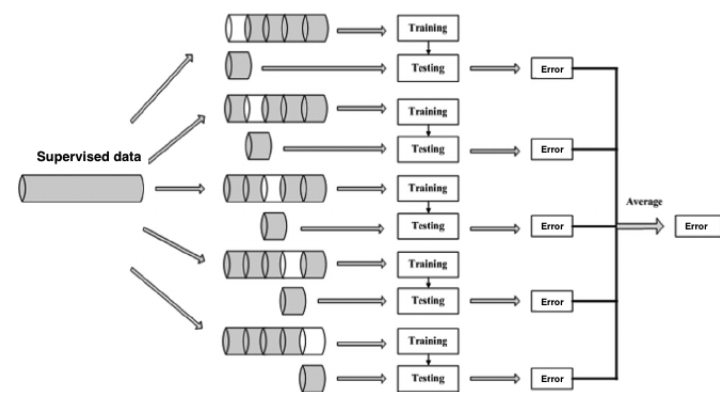 Training
Testing
Error
Training
Testing
Error
Supervised data
Training
Testing
Error
Average
Error
Training
Testing
Error
Training
Testing
Error